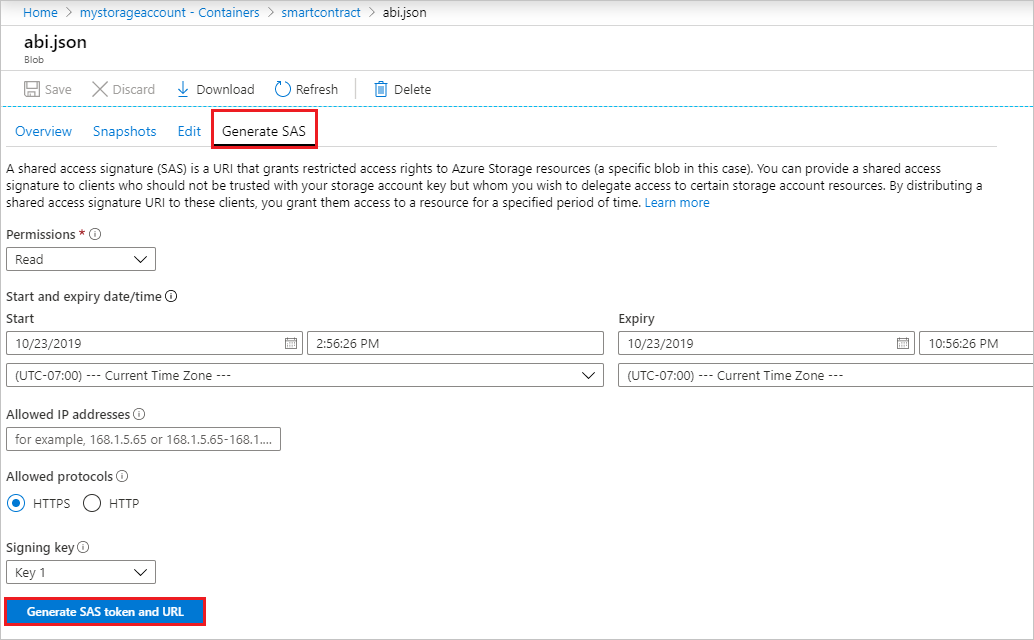 Home > mystorageaccount - Containers > smartcontract > abi.json
abi.json
Blob
Save Discard Download Refresh Delete
Overview Snapshots Edit Generate SAS
A shared access signature (SAS) is a URI that grants restricted access rights to Azure Storage resources (a specific blob in this case). You can provide a shared access
signature to clients who should not be trusted with your storage account key but whom you wish to delegate access to certain storage account resources. By distributing a
shared access signature URI to these clients, you grant them access to a resource for a specified period of time. Learn more
Permissions *
Read
Start and expiry date/time
Start Expiry
10/23/2019 2:56:26 PM 10/23/2019 10:56:26 PM
(UTC-07:00) --- Current Time Zone --- (UTC-07:00) --- Current Time Zone ---
Allowed IP addresses
for example, 168.1.5.65 or 168.1.5.65-168.1....
Allowed protocols
HTTPS HTTP
Signing key
Key 1
Generate SAS token and URL